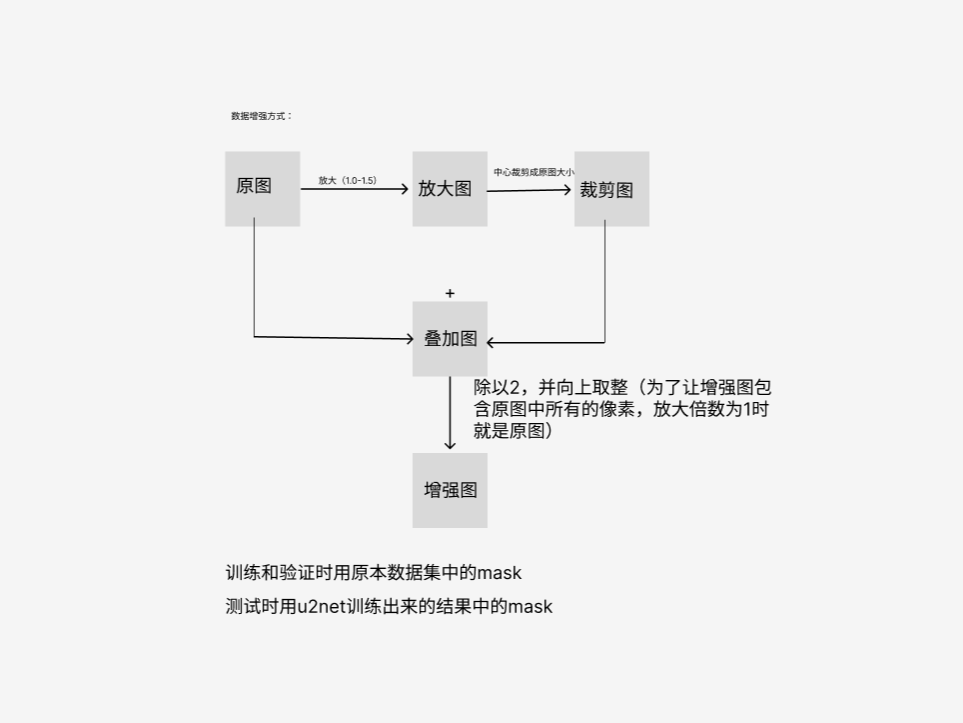 数据增强方式：
原图
放大（1.0-1.5）
放大图
中心裁剪成原图大小
裁剪图
+
叠加图
除以2，并向上取整（为了让增强图包
含原图中所有的像素，放大倍数为1时
就是原图）
增强图
训练和验证时用原本数据集中的mask
测试时用u2net训练出来的结果中的mask